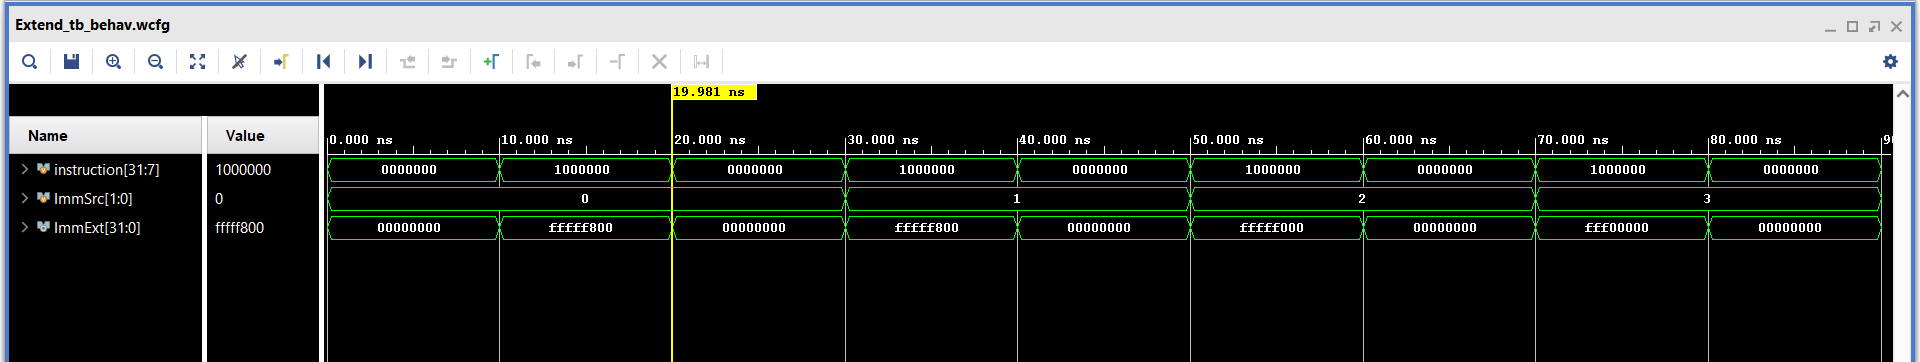 Extend_tb_behav.wcfg
19.981 ns
Name Value 0.000 ns 10.000 ns 20.000 ns 30.000 ns 40.000 ns 50.000 ns 60.000 ns 70.000 ns 80.000 ns
instruction[31:7] 1000000 0000000 1000000 0000000 1000000 0000000 1000000 0000000 1000000 0000000
ImmSrc[1:0] 0 0 1 2 3
ImmExt[31:0] fffff800 00000000 fffff800 00000000 fffff800 00000000 fffff000 00000000 fff00000 00000000